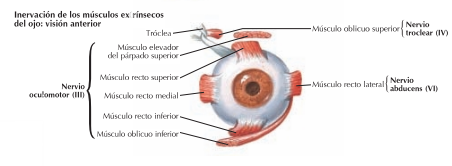 Inervación de los músculos extrínsecos
del ojo: visión anterior
Tróclea
Músculo oblicuo superior
Nervio
troclear (IV)
Músculo elevador
del párpado superior
Músculo recto superior
Nervio
oculomotor (III)
Músculo recto medial
Músculo recto lateral
Nervio
abducens (VI)
Músculo recto inferior
Músculo oblicuo inferior